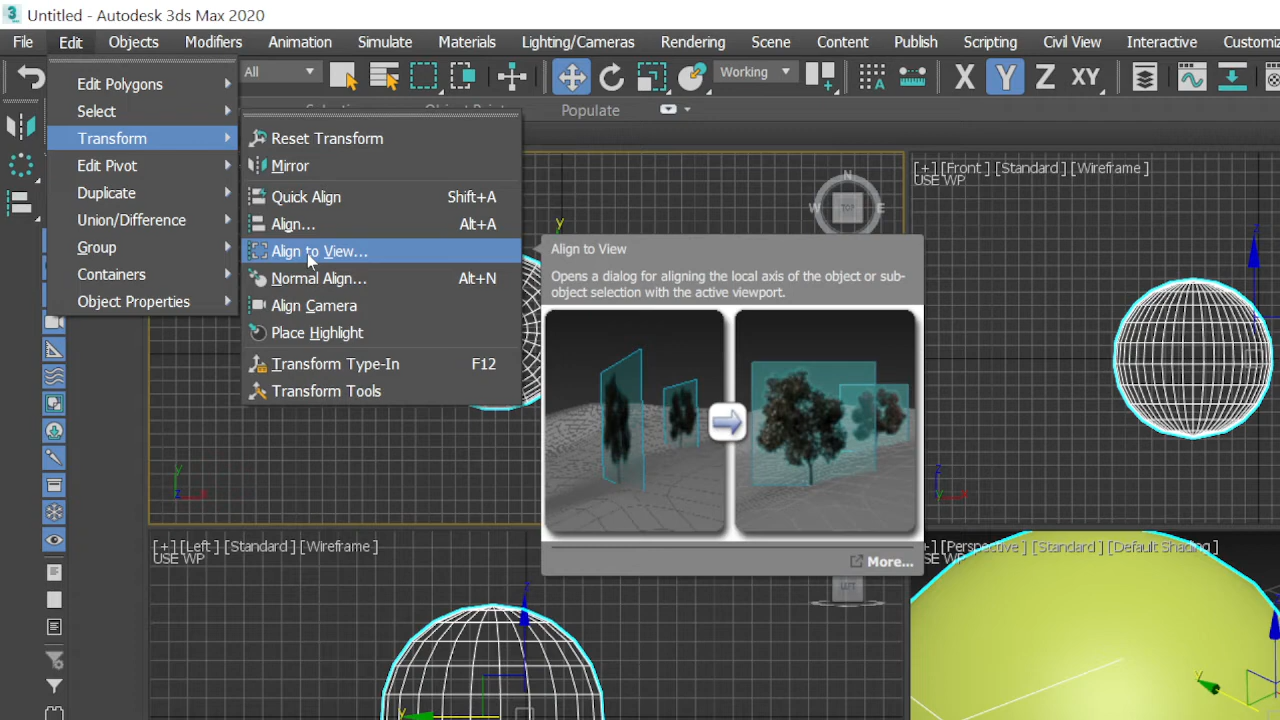 Untitled - Autodesk 3ds Max 2020
File Edit Objects Modifiers Animation Simulate Materials Lighting/Cameras Rendering Scene Content Publish Scripting Civil View Interactive Customiz
All Working X Y Z XY
Populate
Edit Polygons
Select
Transform
Edit Pivot
Duplicate
Union/Difference
Group
Containers
Object Properties
Reset Transform
Mirror
Quick Align Shift+A
Align... Alt+A
Align to View...
Normal Align... Alt+N
Align Camera
Place Highlight
Transform Type-In F12
Transform Tools
Align to View
Opens a dialog for aligning the local axis of the object or sub-
object selection with the active viewport.
More...
N
W TOP E
y
y
z x
[+] [Front ] [Standard ] [Wireframe ]
USE WP
z
z
y x
[+] [Left ] [Standard ] [Wireframe ]
USE WP
LEFT
z
y
+] [Perspective ] [Standard ] [Default Shading ]
SE WP
z
y